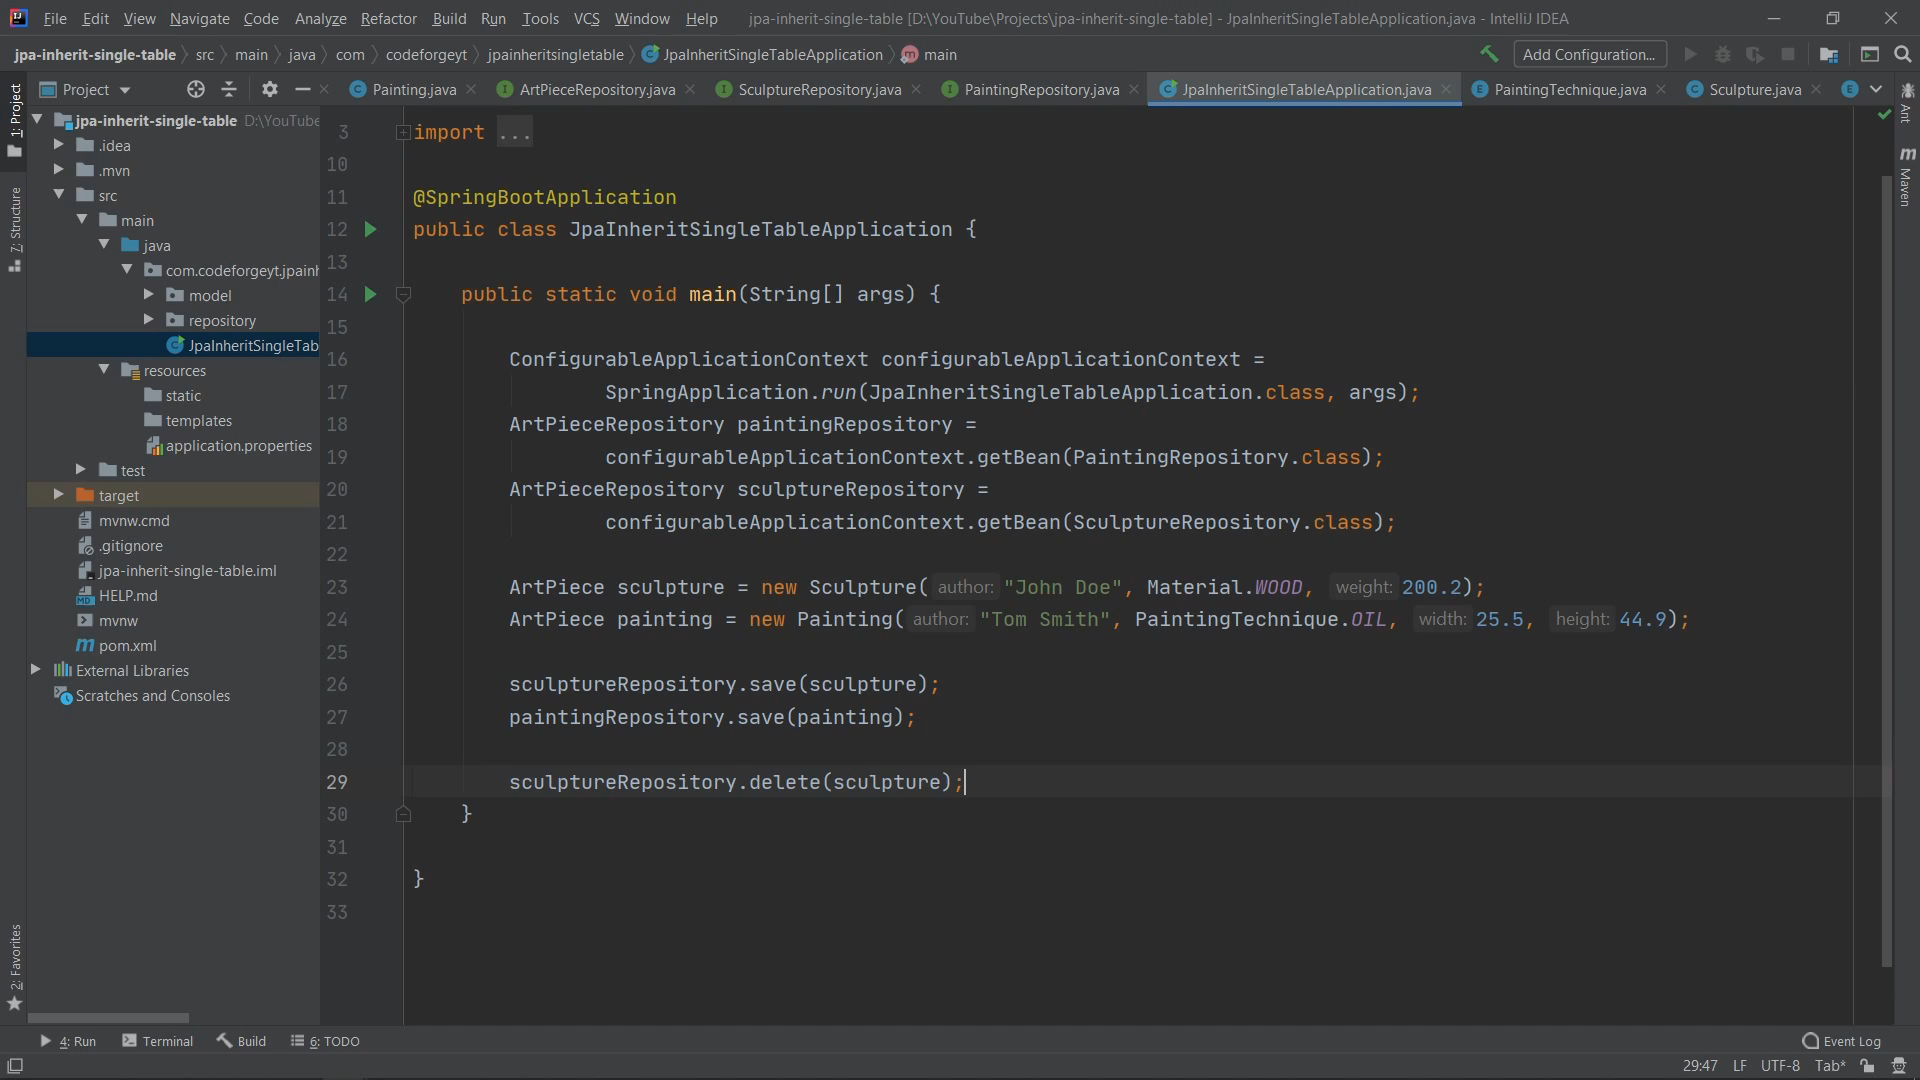 File Edit View Navigate Code Analyze Refactor Build Run Tools VCS Window Help jpa-inherit-single-table [D:\YouTube\Projects\jpa-inherit-single-table] - JpaInheritSingleTableApplication.java - IntelliJ IDEA
jpa-inherit-single-table src main java com codeforgeyt jpainheritsingletable JpaInheritSingleTableApplication main Add Configuration...
Project Painting.java ArtPieceRepository.java SculptureRepository.java PaintingRepository.java JpaInheritSingleTableApplication.java PaintingTechnique.java Sculpture.java
1: Project
7: Structure
2: Favorites
jpa-inherit-single-table D:\YouTube
.idea
.mvn
src
main
java
com.codeforgeyt.jpainh
model
repository
JpaInheritSingleTab
resources
static
templates
application.properties
test
target
mvnw.cmd
.gitignore
jpa-inherit-single-table.iml
HELP.md
mvnw
pom.xml
External Libraries
Scratches and Consoles
3 import ...
10
11 @SpringBootApplication
12 public class JpaInheritSingleTableApplication {
13
14 public static void main(String[] args) {
15
16 ConfigurableApplicationContext configurableApplicationContext =
17 SpringApplication.run(JpaInheritSingleTableApplication.class, args);
18 ArtPieceRepository paintingRepository =
19 configurableApplicationContext.getBean(PaintingRepository.class);
20 ArtPieceRepository sculptureRepository =
21 configurableApplicationContext.getBean(SculptureRepository.class);
22
23 ArtPiece sculpture = new Sculpture( author: "John Doe", Material.WOOD, weight: 200.2);
24 ArtPiece painting = new Painting( author: "Tom Smith", PaintingTechnique.OIL, width: 25.5, height: 44.9);
25
26 sculptureRepository.save(sculpture);
27 paintingRepository.save(painting);
28
29 sculptureRepository.delete(sculpture);
30 }
31
32 }
33
Ant
Maven
4: Run Terminal Build 6: TODO Event Log
29:47 LF UTF-8 Tab*